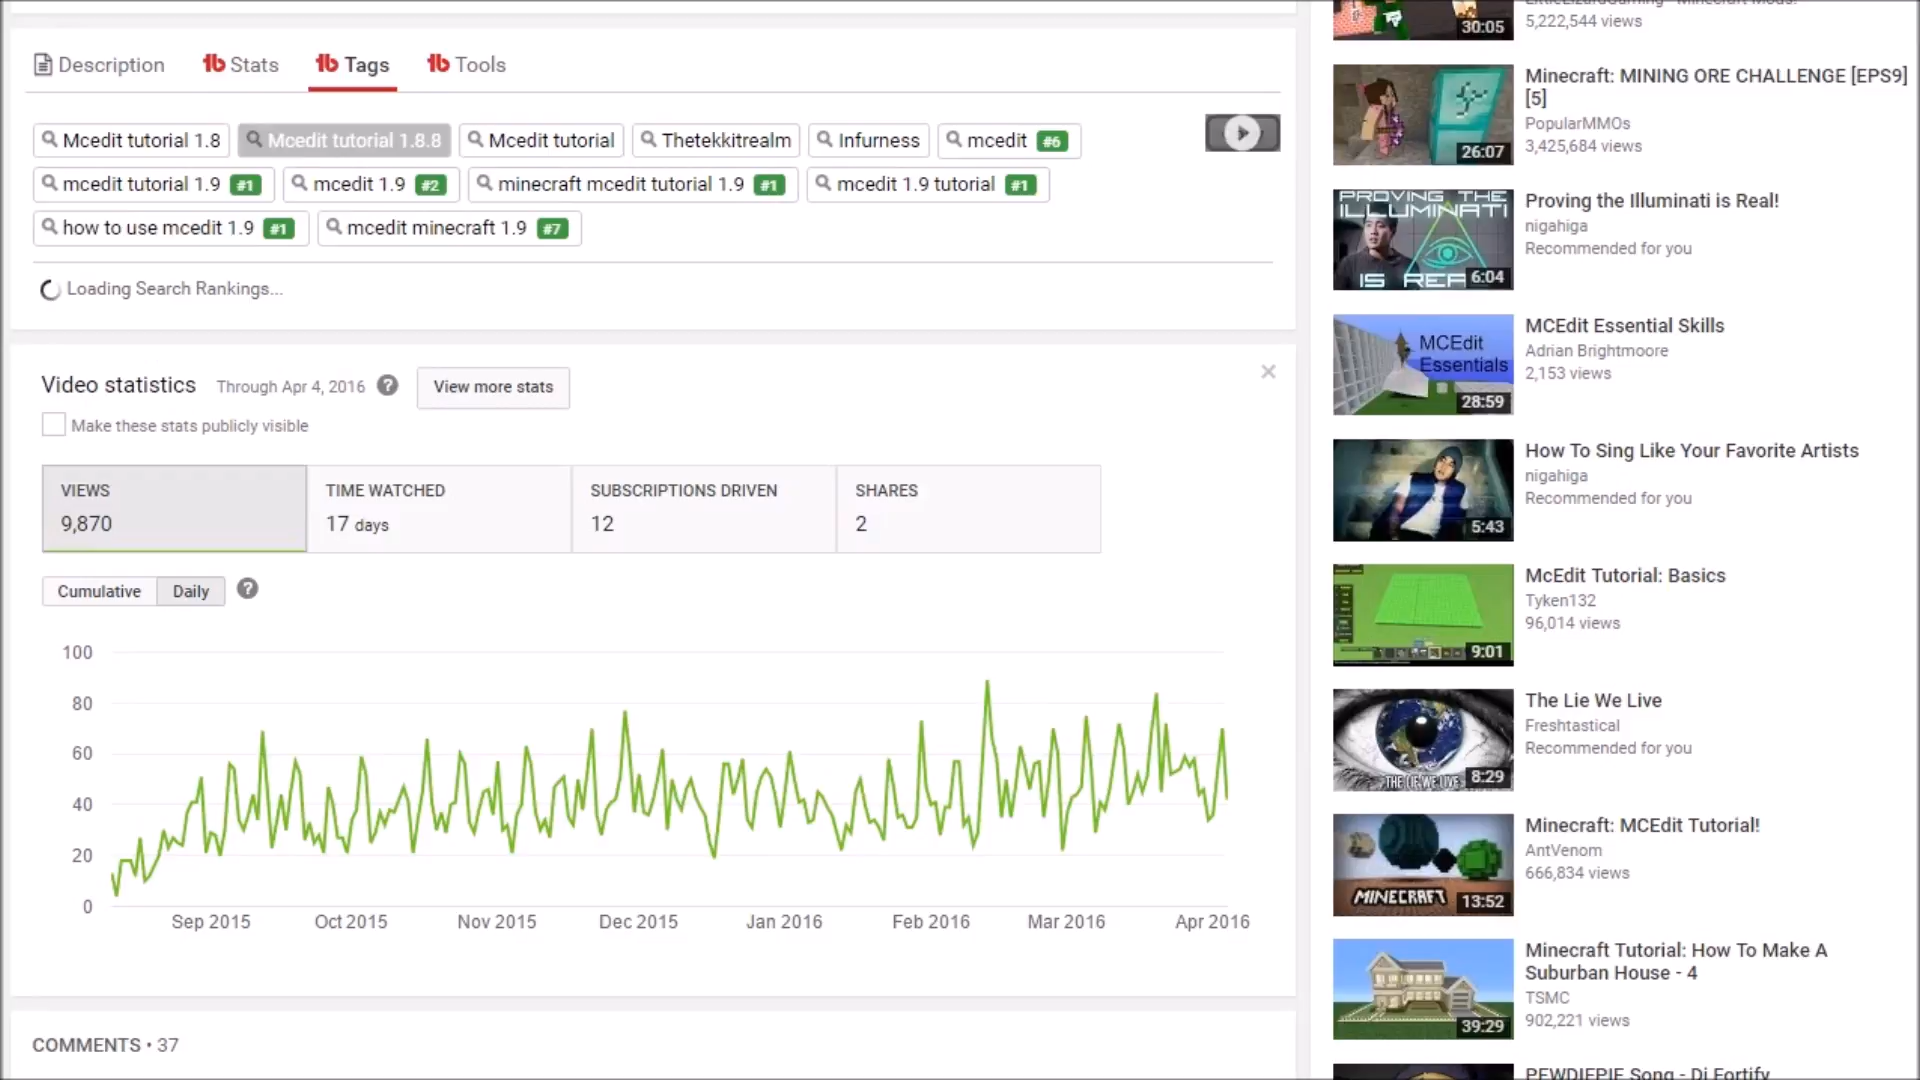 Description Stats Tags Tools
Mcedit tutorial 1.8 Mcedit tutorial 1.8.8 Mcedit tutorial Thetekkitrealm Infurness mcedit #6
mcedit tutorial 1.9 #1 mcedit 1.9 #2 minecraft mcedit tutorial 1.9 #1 mcedit 1.9 tutorial #1
how to use mcedit 1.9 #1 mcedit minecraft 1.9 #7
Loading Search Rankings...
Video statistics Through Apr 4, 2016 ? View more stats
Make these stats publicly visible
VIEWS TIME WATCHED SUBSCRIPTIONS DRIVEN SHARES
9,870 17 days 12 2
Cumulative Daily ?
100
80
60
40
20
0
Sep 2015 Oct 2015 Nov 2015 Dec 2015 Jan 2016 Feb 2016 Mar 2016 Apr 2016
COMMENTS • 37
30:05
5,222,544 views
Minecraft: MINING ORE CHALLENGE [EPS9]
[5]
PopularMMOs
3,425,684 views
26:07
PROVING THE
ILLUMINATI
IS REA
6:04
Proving the Illuminati is Real!
nigahiga
Recommended for you
MCEdit
Essentials
28:59
MCEdit Essential Skills
Adrian Brightmoore
2,153 views
5:43
How To Sing Like Your Favorite Artists
nigahiga
Recommended for you
9:01
McEdit Tutorial: Basics
Tyken132
96,014 views
THE LIE WE LIVE
8:29
The Lie We Live
Freshtastical
Recommended for you
MINECRAFT
13:52
Minecraft: MCEdit Tutorial!
AntVenom
666,834 views
39:29
Minecraft Tutorial: How To Make A
Suburban House - 4
TSMC
902,221 views
PEWDIEPIE Song - Dj Fortify